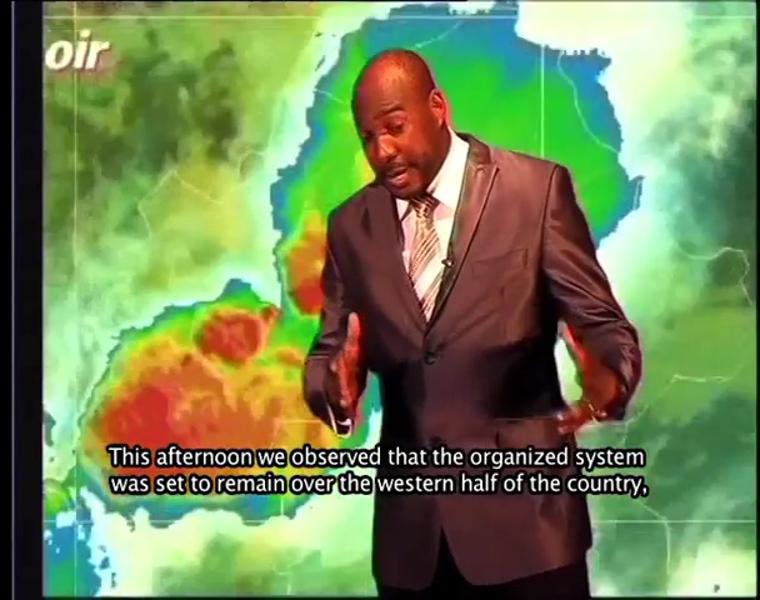 oir
This afternoon we observed that the organized system
was set to remain over the western half of the country,